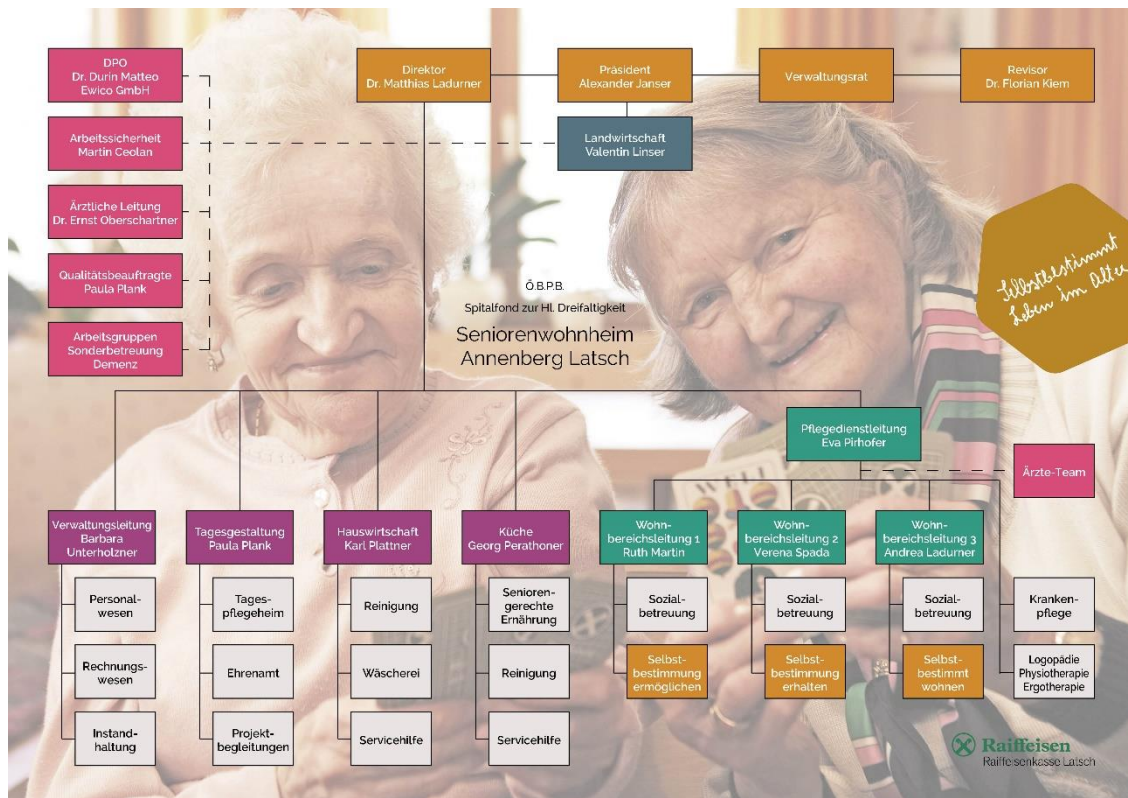 DPO
Dr. Durin Matteo
Ewico GmbH
Direktor
Dr. Matthias Ladurner
Präsident
Alexander Janser
Verwaltungsrat
Revisor
Dr. Florian Kiem
Arbeitssicherheit
Martin Ceolan
Landwirtschaft
Valentin Linser
Ärztliche Leitung
Dr. Ernst Oberschartner
Qualitätsbeauftragte
Paula Plank
Arbeitsgruppen
Sonderbetreuung
Demenz
Selbstbestimmt
Leben im Alter
Ö.B.P.B.
Spitalfond zur Hl. Dreifaltigkeit
Seniorenwohnheim
Annenberg Latsch
Pflegedienstleitung
Eva Pirhofer
Ärzte-Team
Verwaltungsleitung
Barbara
Unterholzner
Tagesgestaltung
Paula Plank
Hauswirtschaft
Karl Plattner
Küche
Georg Perathoner
Wohn-
bereichsleitung 1
Ruth Martin
Wohn-
bereichsleitung 2
Verena Spada
Wohn-
bereichsleitung 3
Andrea Ladurner
Personal-
wesen
Tages-
pflegeheim
Reinigung
Senioren-
gerechte
Ernährung
Sozial-
betreuung
Sozial-
betreuung
Sozial-
betreuung
Kranken-
pflege
Rechnungs-
wesen
Ehrenamt
Wäscherei
Reinigung
Selbst-
bestimmung
ermöglichen
Selbst-
bestimmung
erhalten
Selbst-
bestimmt
wohnen
Logopädie
Physiotherapie
Ergotherapie
Instand-
haltung
Projekt-
begleitungen
Servicehilfe
Servicehilfe
Raiffeisen
Raiffeisenkasse Latsch